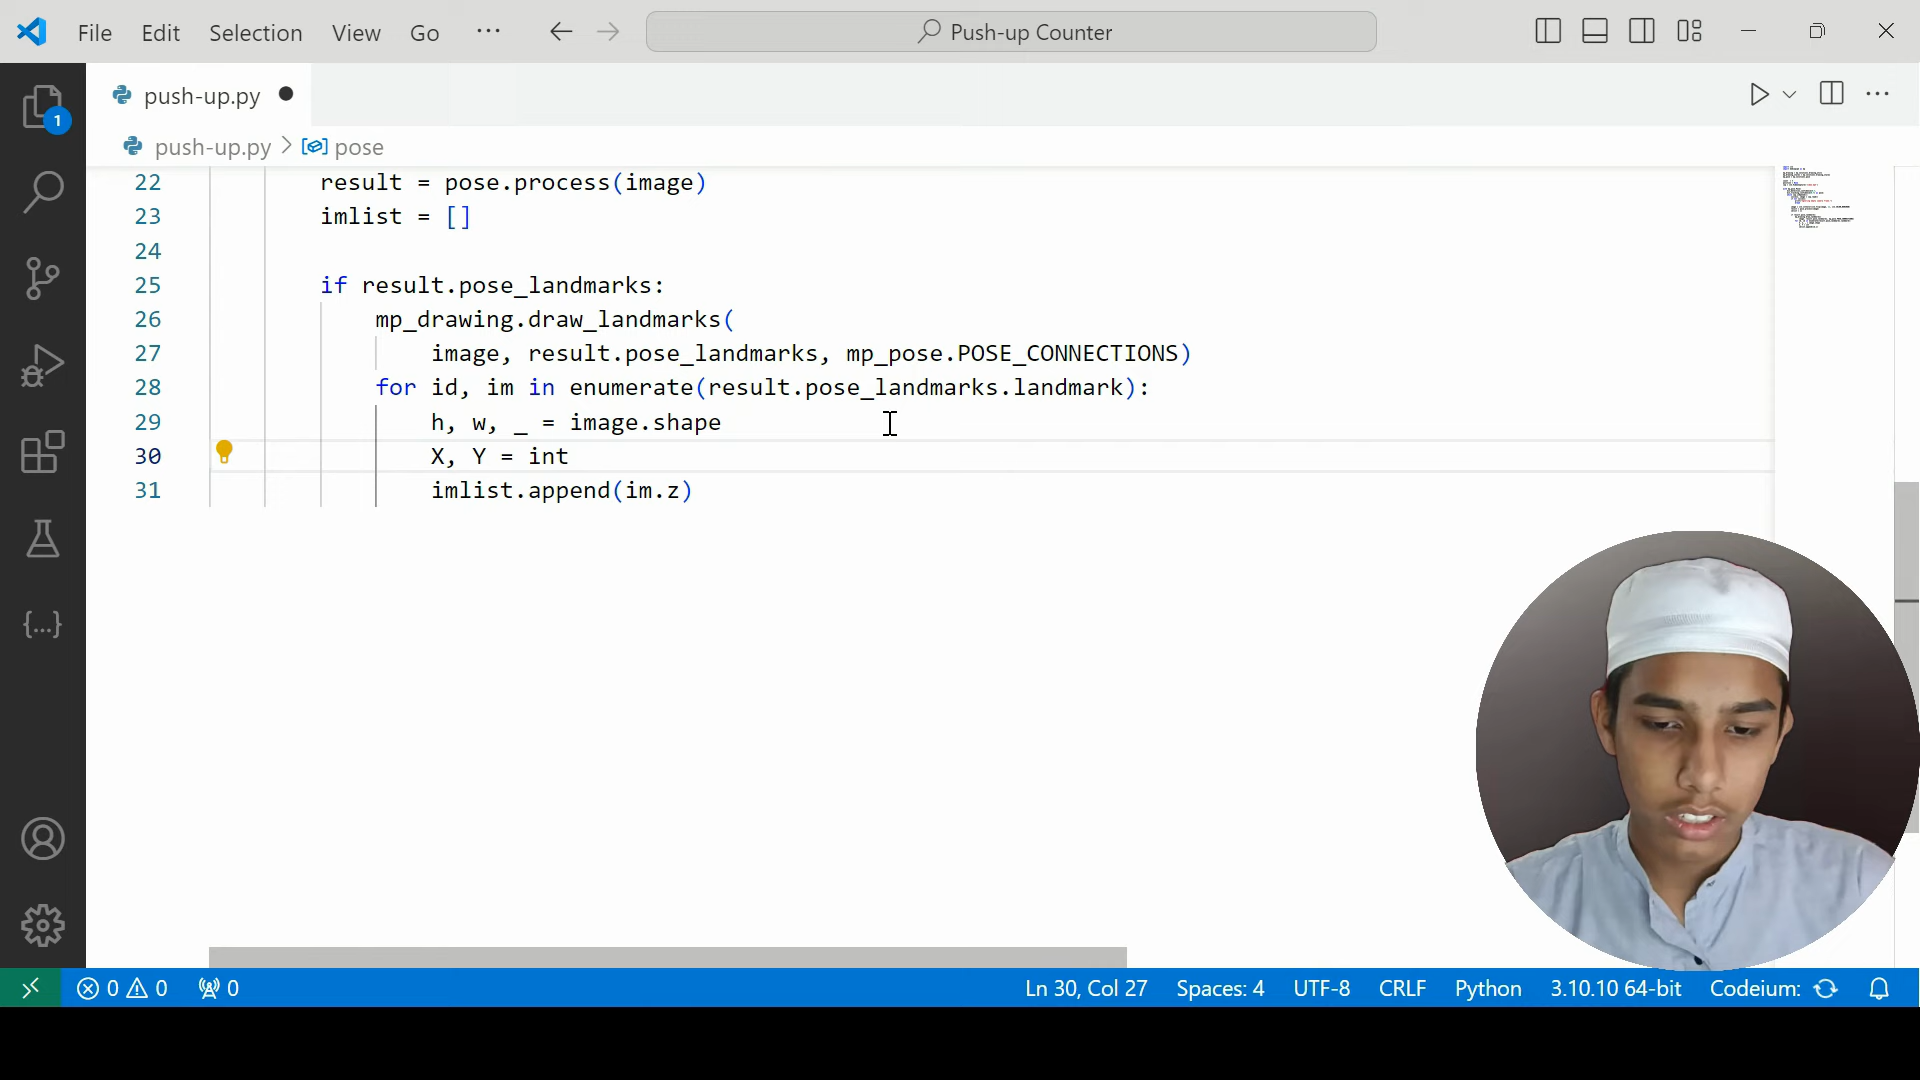 File Edit Selection View Go ··· Push-up Counter
push-up.py
1
push-up.py > pose
22 result = pose.process(image)
23 imlist = []
24
25 if result.pose_landmarks:
26 mp_drawing.draw_landmarks(
27 image, result.pose_landmarks, mp_pose.POSE_CONNECTIONS)
28 for id, im in enumerate(result.pose_landmarks.landmark):
29 h, w, _ = image.shape
30 X, Y = int
31 imlist.append(im.z)
0 0 0 Ln 30, Col 27 Spaces: 4 UTF-8 CRLF Python 3.10.10 64-bit Codeium: